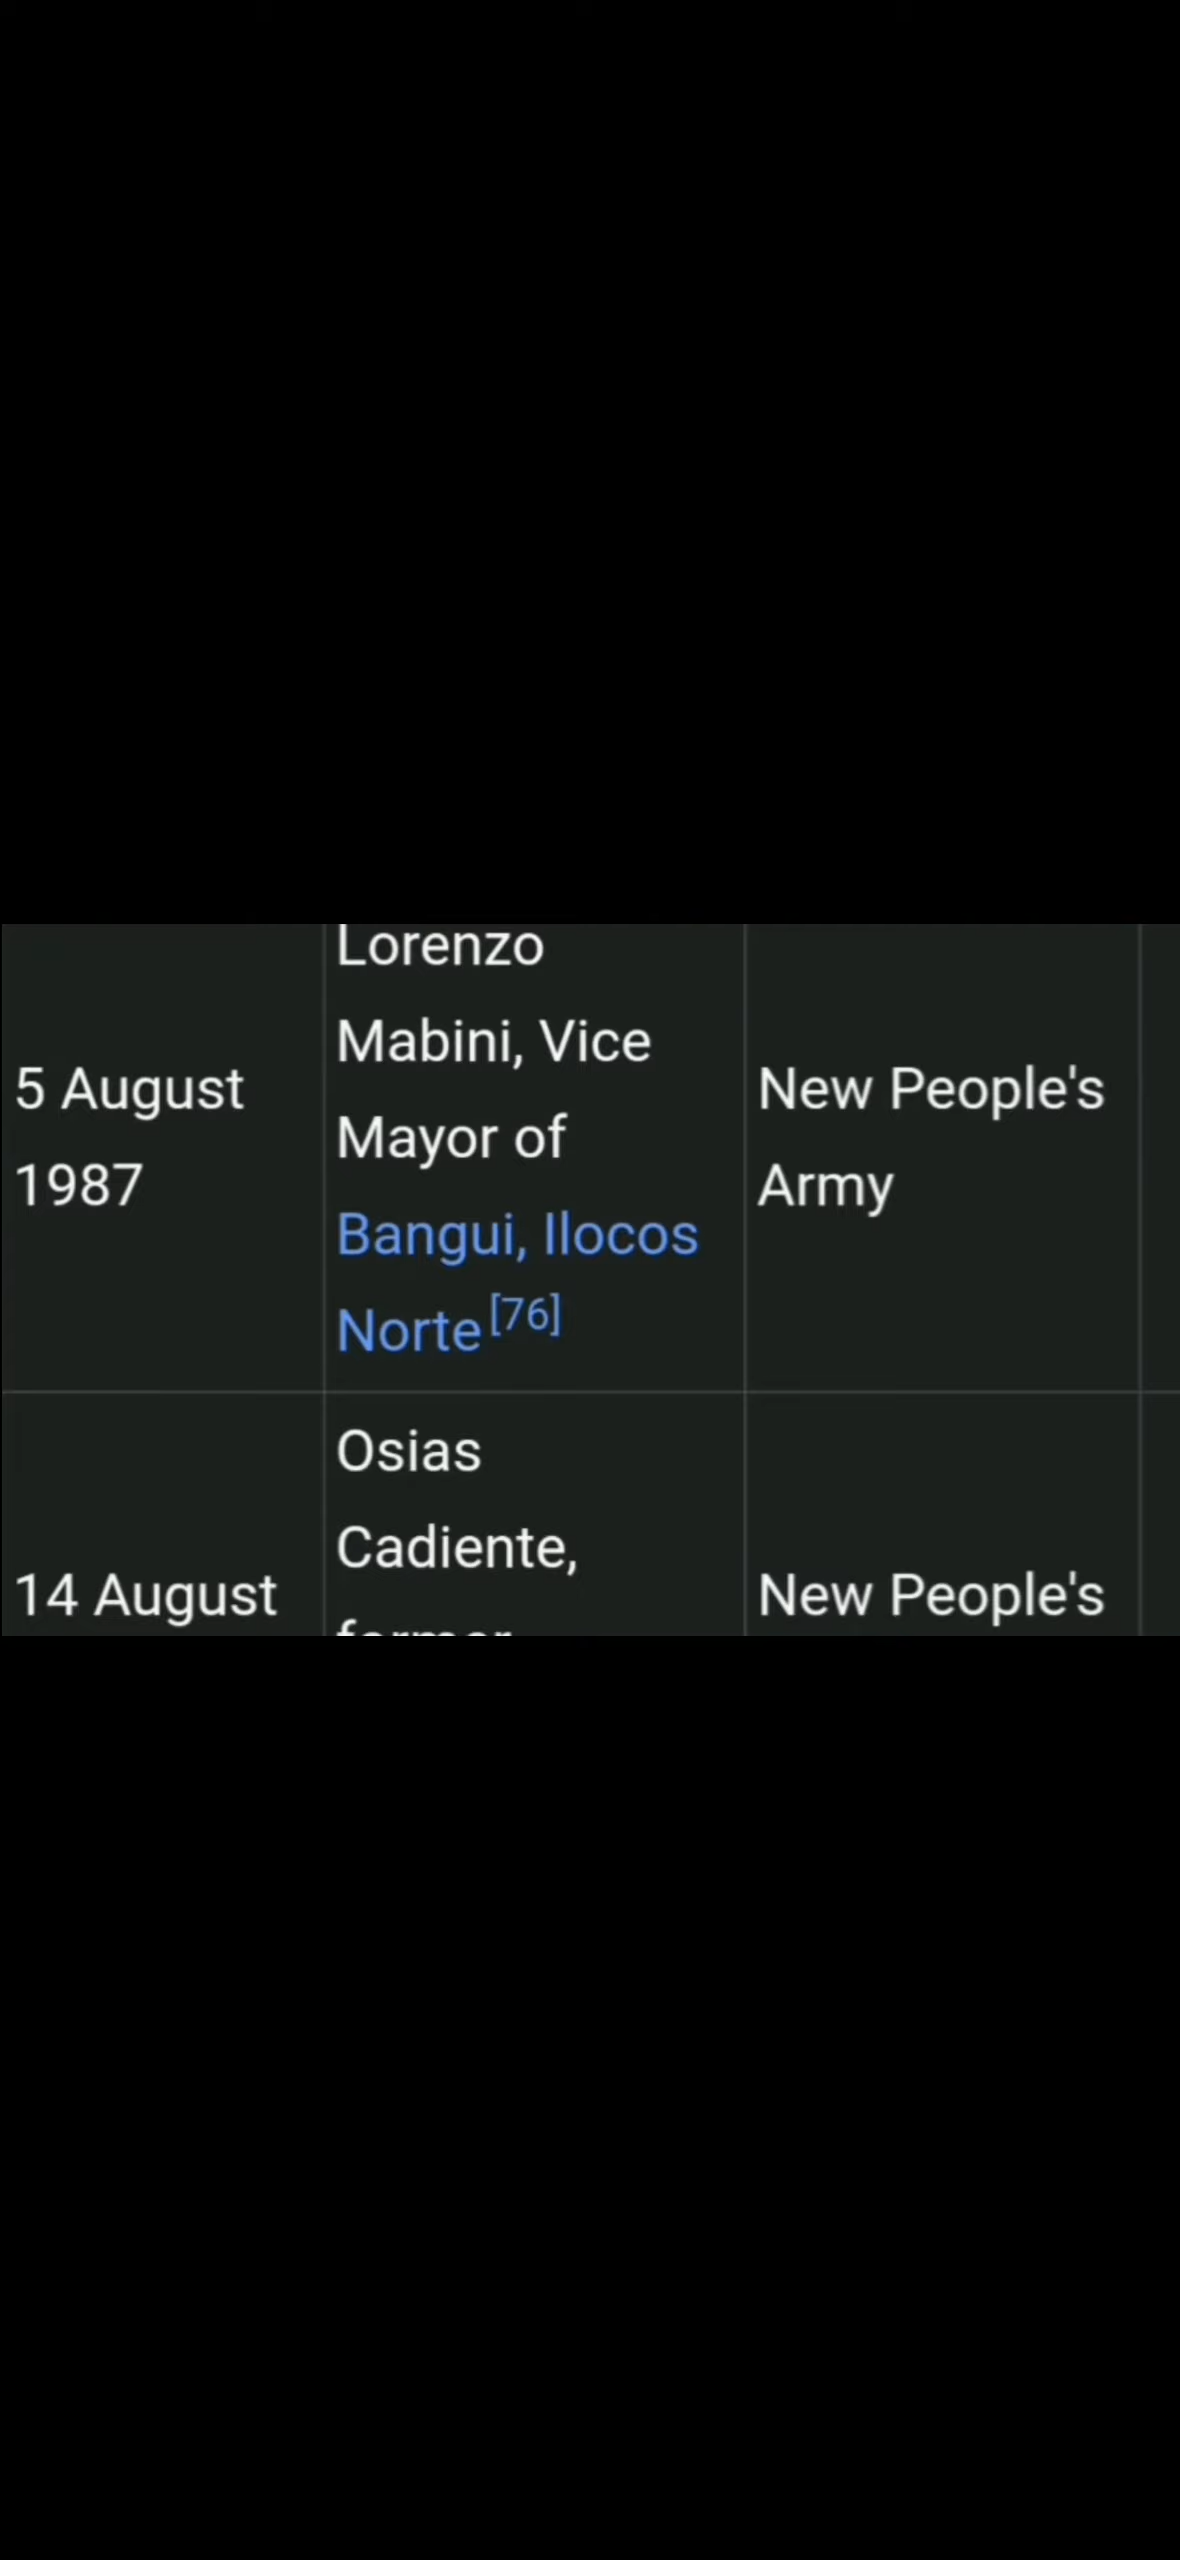 5 August
1987
Lorenzo
Mabini, Vice
Mayor of
Bangui, Ilocos
Norte[76]
New People's
Army
14 August
Osias
Cadiente,
former
New People's